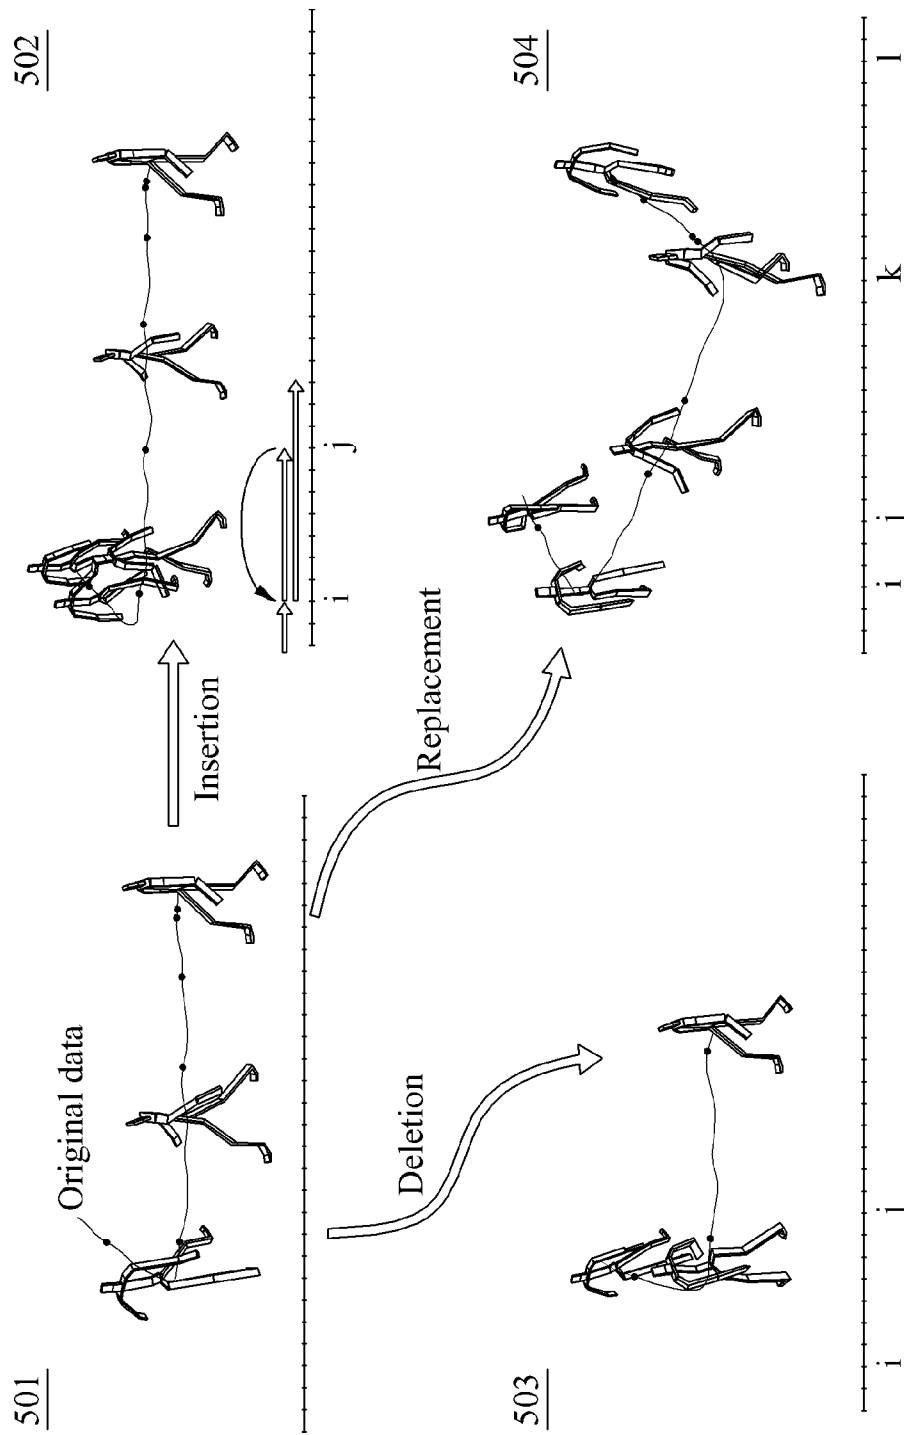 501
502
Original data
Insertion
i j
Deletion
Replacement
503
504
i j
i j k l